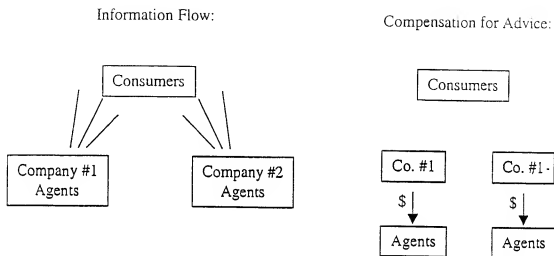 Information Flow:
Consumers
Company #1
Agents
Company #2
Agents
Compensation for Advice:
Consumers
Co. #1
$
Agents
Co. #1
$
Agents